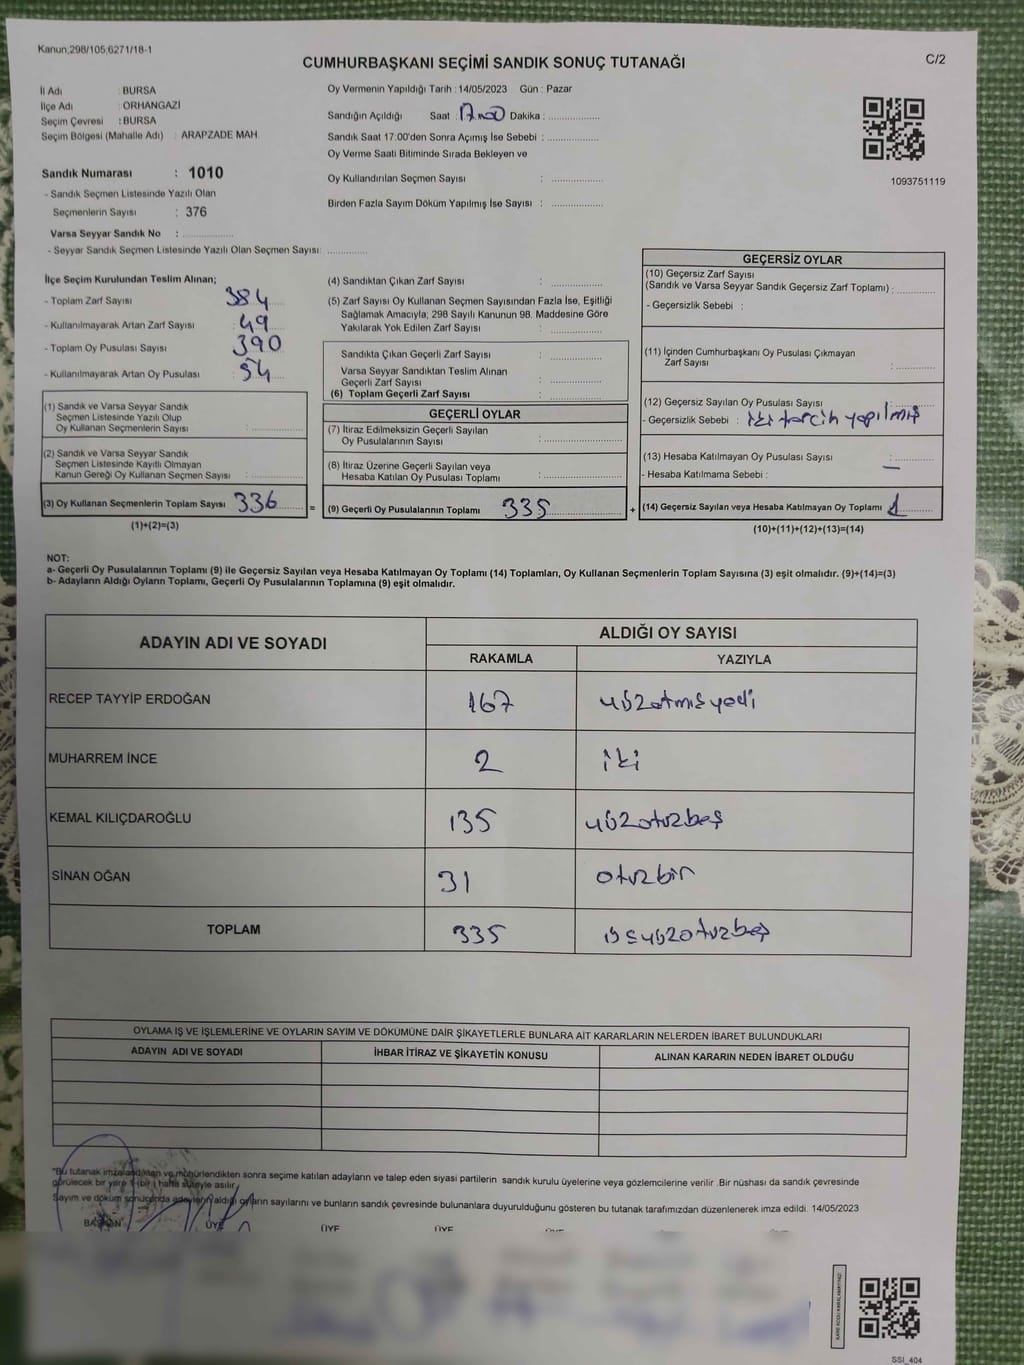 Kanun;298/105,6271/18-1
CUMHURBAŞKANI SEÇİMİ SANDIK SONUÇ TUTANAĞI
C/2
İl Adı : BURSA
İlçe Adı : ORHANGAZİ
Seçim Çevresi : BURSA
Seçim Bölgesi (Mahalle Adı) : ARAPZADE MAH.
Sandık Numarası : 1010
- Sandık Seçmen Listesinde Yazılı Olan
Seçmenlerin Sayısı : 376
Varsa Seyyar Sandık No : ..............
- Seyyar Sandık Seçmen Listesinde Yazılı Olan Seçmen Sayısı: ...........
Oy Vermenin Yapıldığı Tarih : 14/05/2023 Gün : Pazar
Sandığın Açıldığı Saat : 17:00 Dakika : ..............
Sandık Saat 17:00'den Sonra Açımış İse Sebebi : ..............
Oy Verme Saati Bitiminde Sırada Bekleyen ve
Oy Kullandırılan Seçmen Sayısı : ..............
Birden Fazla Sayım Döküm Yapılmış İse Sayısı : ..............
1093751119
İlçe Seçim Kurulundan Teslim Alınan;
- Toplam Zarf Sayısı : 384
- Kullanılmayarak Artan Zarf Sayısı : 49
- Toplam Oy Pusulası Sayısı : 390
- Kullanılmayarak Artan Oy Pusulası : 54
(1) Sandık ve Varsa Seyyar Sandık
Seçmen Listesinde Yazılı Olup
Oy Kullanan Seçmenlerin Sayısı : ..............
(2) Sandık ve Varsa Seyyar Sandık
Seçmen Listesinde Kayıtlı Olmayan
Kanun Gereği Oy Kullanan Seçmen Sayısı : ..............
(3) Oy Kullanan Seçmenlerin Toplam Sayısı 336
(1)+(2)=(3)
=
(4) Sandıktan Çıkan Zarf Sayısı : ..............
(5) Zarf Sayısı Oy Kullanan Seçmen Sayısından Fazla İse, Eşitliği
Sağlamak Amacıyla; 298 Sayılı Kanunun 98. Maddesine Göre
Yakılarak Yok Edilen Zarf Sayısı : ..............
Sandıkta Çıkan Geçerli Zarf Sayısı : ..............
Varsa Seyyar Sandıktan Teslim Alınan
Geçerli Zarf Sayısı : ..............
(6) Toplam Geçerli Zarf Sayısı : ..............
GEÇERLİ OYLAR
(7) İtiraz Edilmeksizin Geçerli Sayılan
Oy Pusulalarının Sayısı : ..............
(8) İtiraz Üzerine Geçerli Sayılan veya
Hesaba Katılan Oy Pusulası Toplamı : ..............
(9) Geçerli Oy Pusulalarının Toplamı 335
+
GEÇERSİZ OYLAR
(10) Geçersiz Zarf Sayısı
(Sandık ve Varsa Seyyar Sandık Geçersiz Zarf Toplamı) : ..............
- Geçersizlik Sebebi :
(11) İçinden Cumhurbaşkanı Oy Pusulası Çıkmayan
Zarf Sayısı : ..............
(12) Geçersiz Sayılan Oy Pusulası Sayısı : ..............
- Geçersizlik Sebebi : iki tercih yapılmış
(13) Hesaba Katılmayan Oy Pusulası Sayısı : ..............
- Hesaba Katılmama Sebebi : —
(14) Geçersiz Sayılan veya Hesaba Katılmayan Oy Toplamı 1
(10)+(11)+(12)+(13)=(14)
NOT:
a- Geçerli Oy Pusulalarının Toplamı (9) ile Geçersiz Sayılan veya Hesaba Katılmayan Oy Toplamı (14) Toplamları, Oy Kullanan Seçmenlerin Toplam Sayısına (3) eşit olmalıdır. (9)+(14)=(3)
b- Adayların Aldığı Oyların Toplamı, Geçerli Oy Pusulalarının Toplamına (9) eşit olmalıdır.
ADAYIN ADI VE SOYADI ALDIĞI OY SAYISI
RAKAMLA YAZIYLA
RECEP TAYYİP ERDOĞAN 167 yüzatmışyedi
MUHARREM İNCE 2 iki
KEMAL KILIÇDAROĞLU 135 yüzotuzbeş
SİNAN OĞAN 31 otuzbir
TOPLAM 335 üçyüzotuzbeş
OYLAMA İŞ VE İŞLEMLERİNE VE OYLARIN SAYIM VE DÖKÜMÜNE DAİR ŞİKAYETLERLE BUNLARA AİT KARARLARIN NELERDEN İBARET BULUNDUKLARI
ADAYIN ADI VE SOYADI İHBAR İTİRAZ VE ŞİKAYETİN KONUSU ALINAN KARARIN NEDEN İBARET OLDUĞU
"Bu tutanak imzalandıkten ve mühürlendikten sonra seçime katılan adayların ve talep eden siyasi partilerin sandık kurulu üyelerine veya gözlemcilerine verilir .Bir nüshası da sandık çevresinde
görülecek bir yere 1 (bir ) hafta süreyle asılır.
Sayım ve döküm sonucunda adayların aldığı oyların sayılarını ve bunların sandık çevresinde bulunanlara duyurulduğunu gösteren bu tutanak tarafımızdan düzenlenerek imza edildi. 14/05/2023
BAŞKAN ÜYE ÜYE ÜYE
SSİ_404